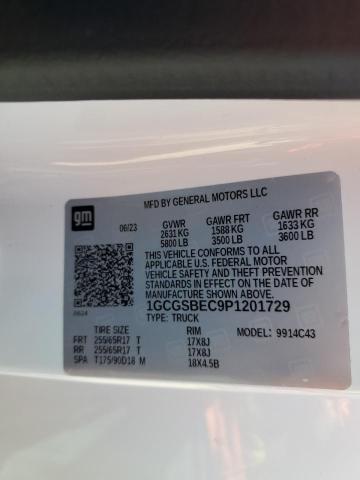 MFD BY GENERAL MOTORS LLC
gm
06/23 GVWR GAWR FRT GAWR RR
2631 KG 1588 KG 1633 KG
5800 LB 3500 LB 3600 LB
THIS VEHICLE CONFORMS TO ALL
APPLICABLE U.S. FEDERAL MOTOR
VEHICLE SAFETY AND THEFT
PREVENTION STANDARDS
IN EFFECT ON THE DATE
OF MANUFACTURE SHOWN ABOVE.
1GCGSBEC9P1201729
TYPE: TRUCK
TIRE SIZE RIM MODEL: 9914C43
FRT 255/65R17 T 17X8J
RR 255/65R17 T 17X8J
SPA T175/90D18 M 18X4.5B